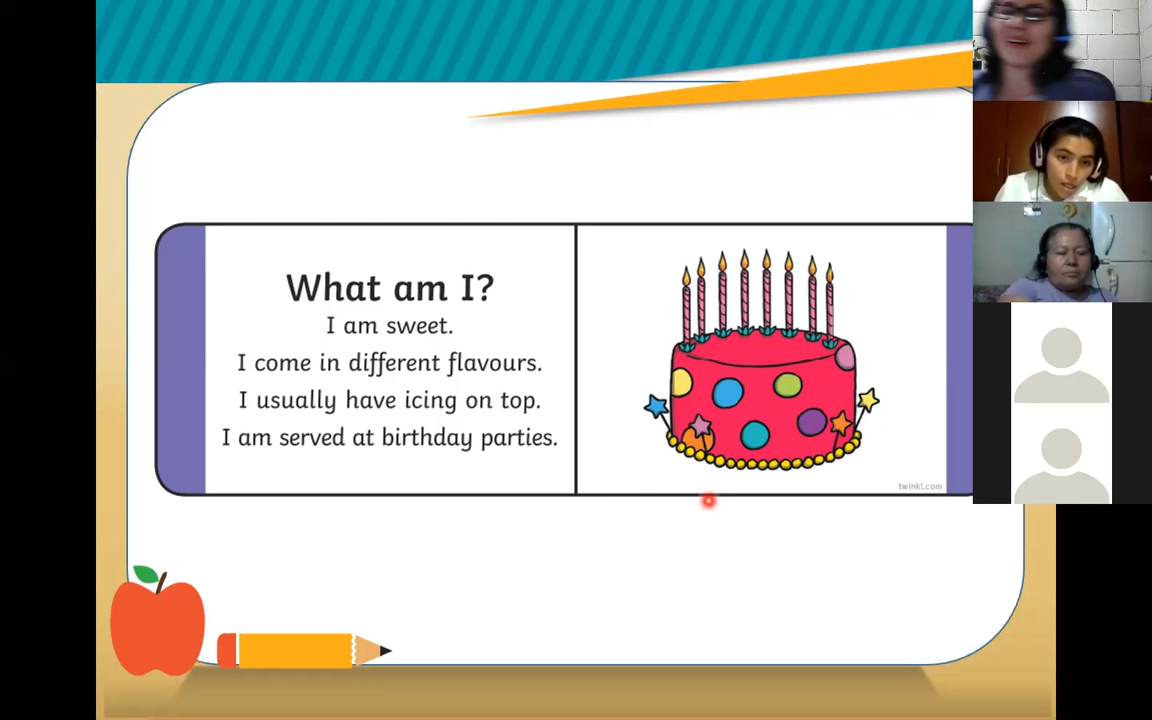 What am I?
I am sweet.
I come in different flavours.
I usually have icing on top.
I am served at birthday parties.
twinkl.com